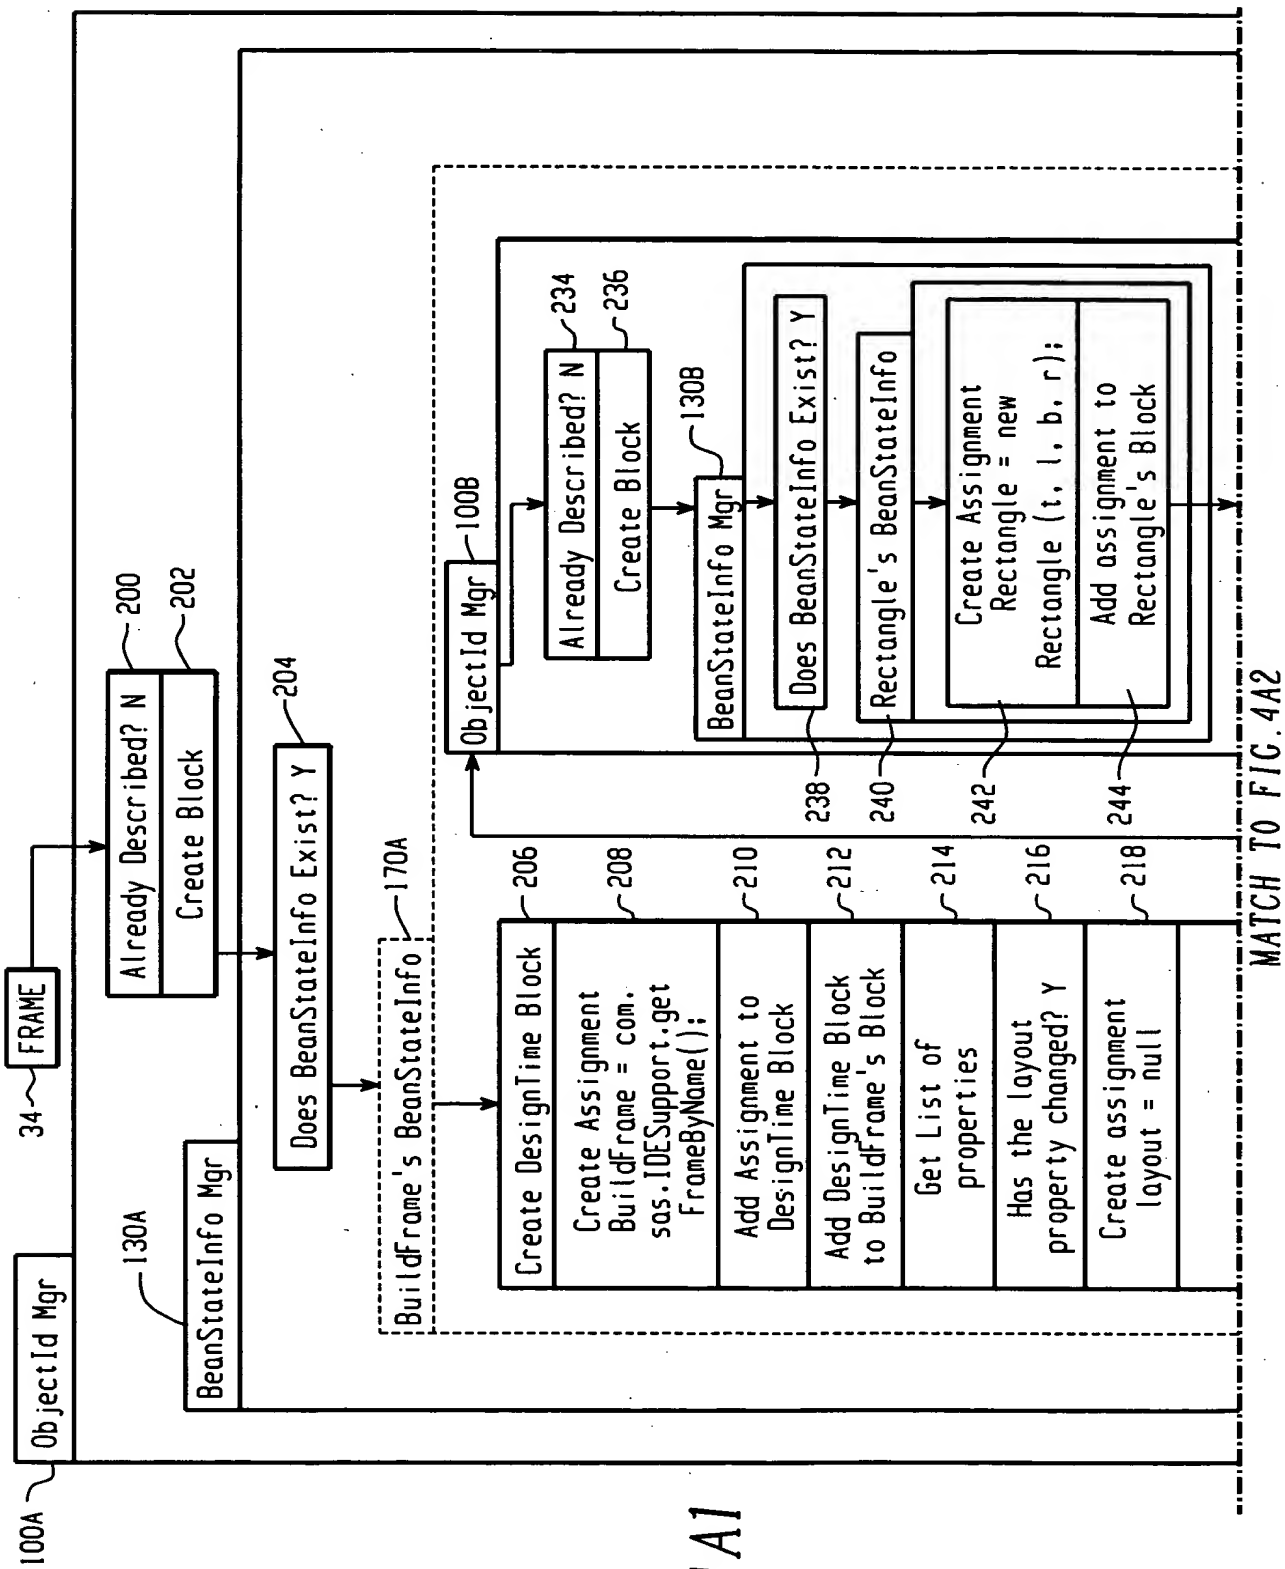 100A
ObjectId Mgr
34
FRAME
130A
BeanStateInfo Mgr
Already Described? N
200
Create Block
202
Does BeanStateInfo Exist? Y
204
BuildFrame's BeanStateInfo
170A
Create DesignTime Block
206
Create Assignment
BuildFrame = com.
sas.IDESupport.get
FrameByName();
208
Add Assignment to
DesignTime Block
210
Add DesignTime Block
to BuildFrame's Block
212
Get List of
properties
214
Has the layout
property changed? Y
216
Create assignment
layout = null
218
ObjectId Mgr
100B
Already Described? N
234
Create Block
236
BeanStateInfo Mgr
130B
Does BeanStateInfo Exist? Y
238
Rectangle's BeanStateInfo
240
Create Assignment
Rectangle = new
Rectangle (t, l, b, r);
242
Add assignment to
Rectangle's Block
244
MATCH TO FIG.4A2
A1